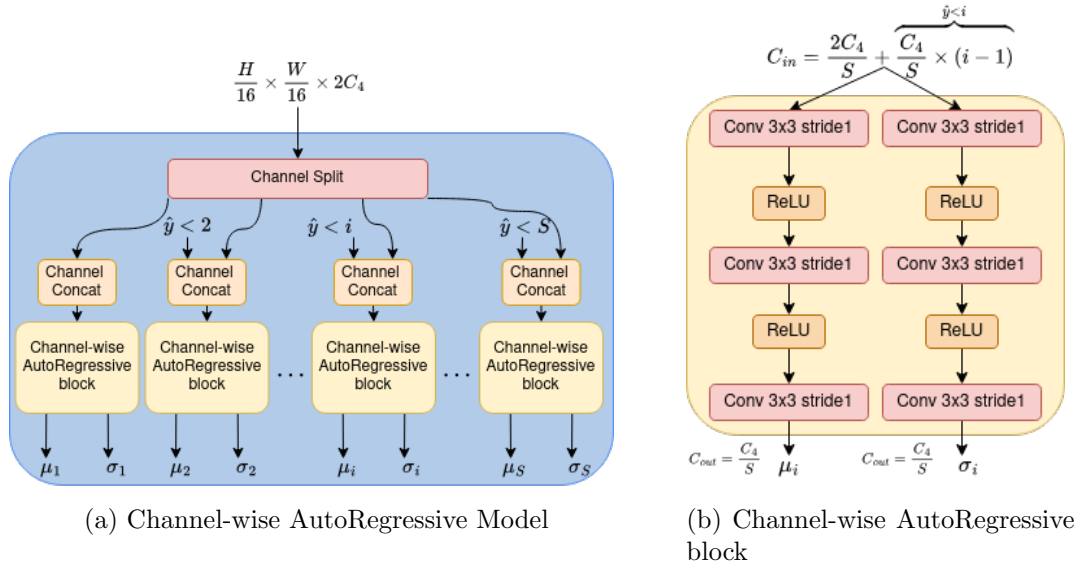 H/16 × W/16 × 2C₄
Channel Split
ŷ < 2
ŷ < i
ŷ < S
Channel Concat
Channel Concat
Channel Concat
Channel Concat
Channel-wise AutoRegressive block
Channel-wise AutoRegressive block
...
Channel-wise AutoRegressive block
...
Channel-wise AutoRegressive block
μ₁ σ₁ μ₂ σ₂ μᵢ σᵢ μ_S σ_S
(a) Channel-wise AutoRegressive Model
ŷ<i
C_in = 2C₄/S + C₄/S × (i − 1)
Conv 3x3 stride1
Conv 3x3 stride1
ReLU
ReLU
Conv 3x3 stride1
Conv 3x3 stride1
ReLU
ReLU
Conv 3x3 stride1
Conv 3x3 stride1
C_out = C₄/S
μᵢ
C_out = C₄/S
σᵢ
(b) Channel-wise AutoRegressive
block